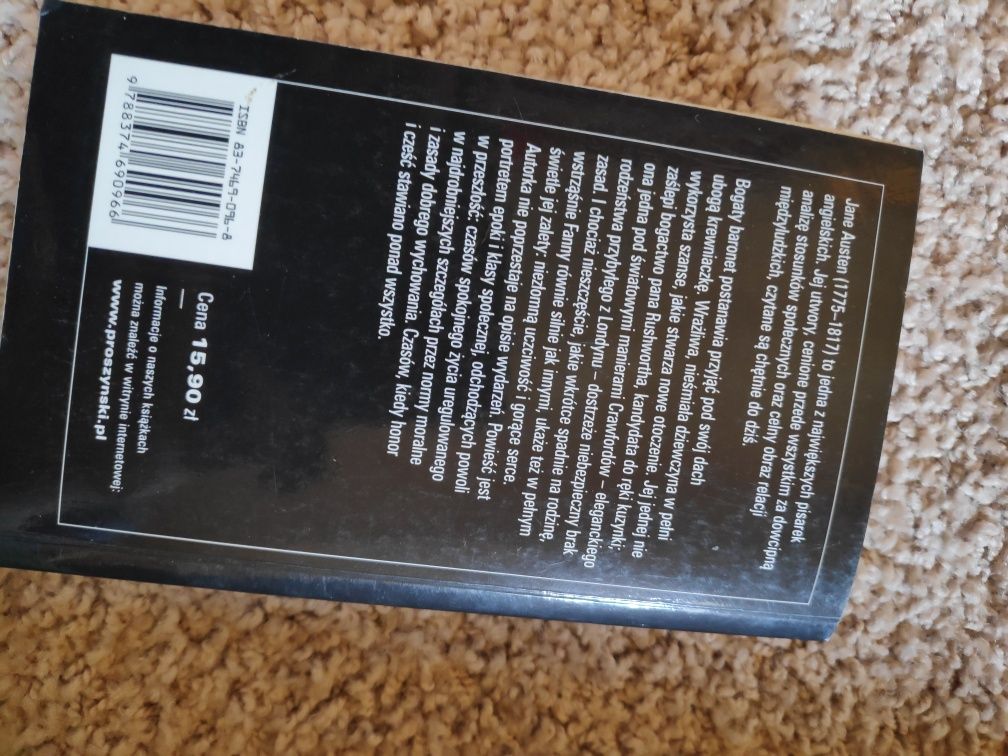 Jane Austen (1775-1817) to jedna z największych pisarek
angielskich. Jej utwory, cenione przede wszystkim za dowcipną
analizę stosunków społecznych oraz ciekawy obraz relacji
międzyludzkich, czytane są chętnie do dziś.
Bogaty baronet postanawia przyjąć pod swój dach
ubogą krewniaczkę. Wrażliwa, nieśmiała dziewczyna w pełni
wykorzysta szanse, jakie stwarza nowe otoczenie. Jej jednej nie
zaślepi bogactwo pana Rushwortha, kandydata do ręki kuzynki;
ona jedna pod światowymi manierami Crawfordów – eleganckiego
rodzeństwa przybyłego z Londynu – dostrzeże niebezpieczny brak
zasad. I chociaż nieszczęście, jakie wkrótce spadnie na rodzinę,
wstrząśnie Fanny równie silnie jak innymi, ukaże też w pełnym
świetle jej zalety: niezłomną uczciwość i gorące serce.
Autorka nie poprzestaje na opisie wydarzeń. Powieść jest
portretem epoki i klasy społecznej, odchodzących powoli
w przeszłość; czasów spokojnego życia uregulowanego
w najdrobniejszych szczegółach przez normy moralne
i zasady dobrego wychowania. Czasów, kiedy honor
i cześć stawiano ponad wszystko.
ISBN 83-7469-096-8
9 788374 690966
Cena 15,90 zł
Informacje o naszych książkach
można znaleźć w witrynie internetowej:
www.proszynski.pl